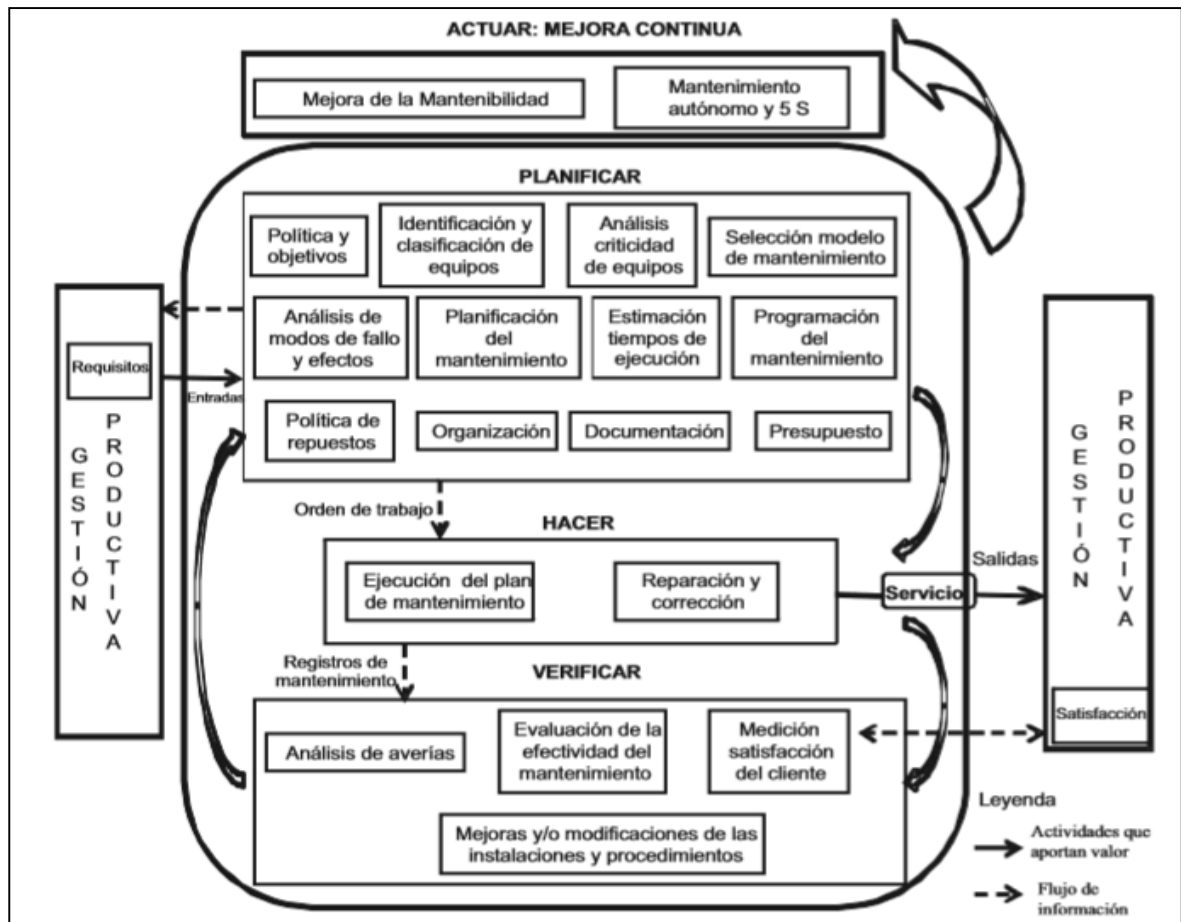 ACTUAR: MEJORA CONTINUA
Mejora de la Mantenibilidad
Mantenimiento
autónomo y 5 S
PLANIFICAR
Política y
objetivos
Identificación y
clasificación de
equipos
Análisis
criticidad
de equipos
Selección modelo
de mantenimiento
Análisis de
modos de fallo
y efectos
Planificación
del
mantenimiento
Estimación
tiempos de
ejecución
Programación
del
mantenimiento
Política de
repuestos
Organización
Documentación
Presupuesto
Requisitos
Entradas
GESTIÓN
PRODUCTIVA
Orden de trabajo
HACER
Ejecución del plan
de mantenimiento
Reparación y
corrección
Servicio
Salidas
GESTIÓN
PRODUCTIVA
Satisfacción
Registros de
mantenimiento
VERIFICAR
Análisis de averías
Evaluación de la
efectividad del
mantenimiento
Medición
satisfacción
del cliente
Mejoras y/o modificaciones de las
instalaciones y procedimientos
Leyenda
Actividades que
aportan valor
Flujo de
información